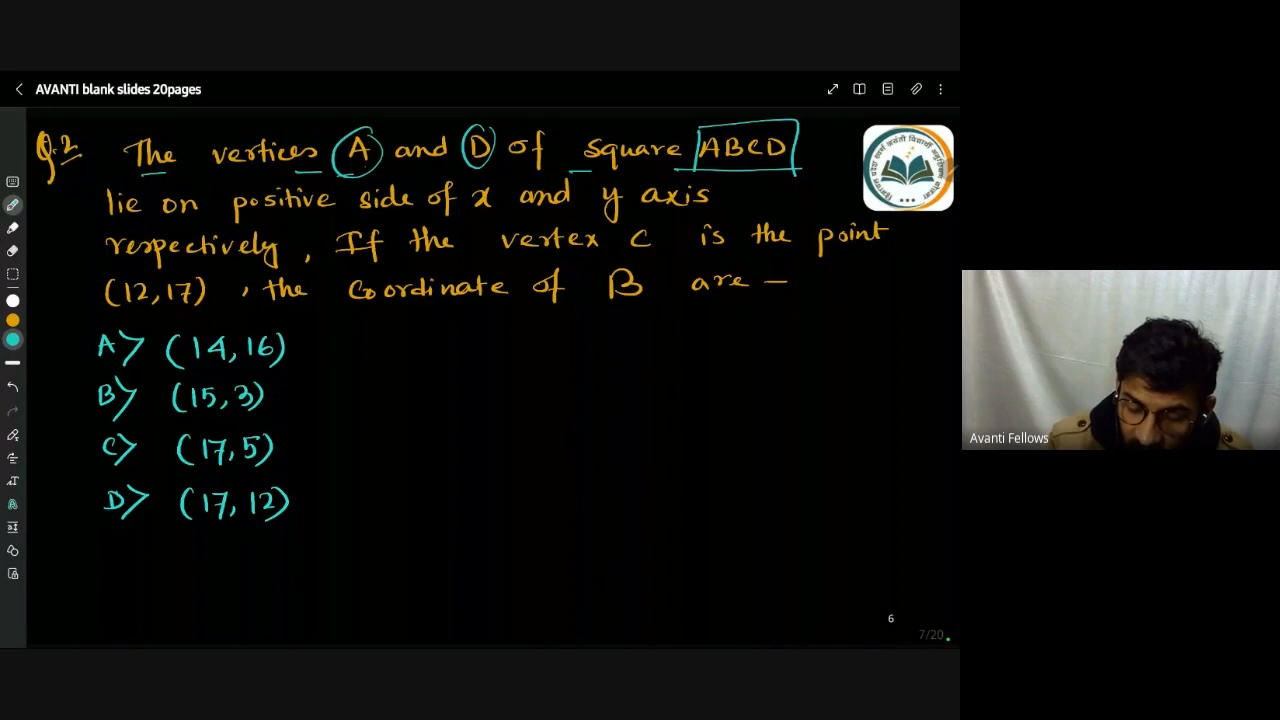 AVANTI blank slides 20pages
Q.2 The vertices A and D of square ABCD
lie on positive side of x and y axis
respectively, If the vertex C is the point
(12,17), the coordinate of B are —
A> (14,16)
B> (15,3)
C> (17,5)
D> (17,12)
Avanti Fellows
6
7/20